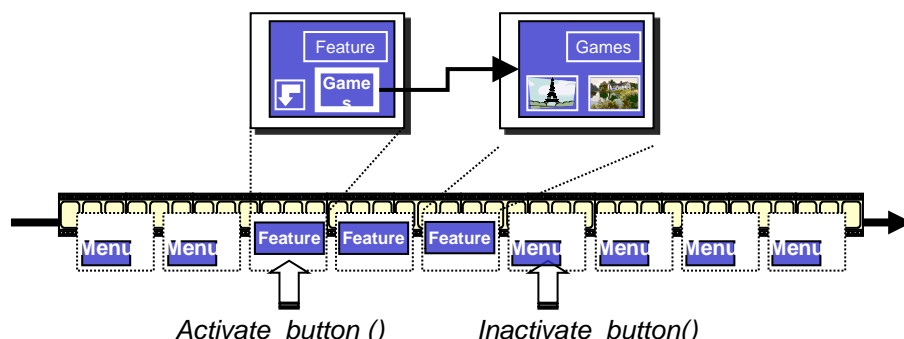 Feature
Games
Game
s
Menu
Menu
Feature
Feature
Feature
Menu
Menu
Menu
Menu
Activate_button ()
Inactivate_button()